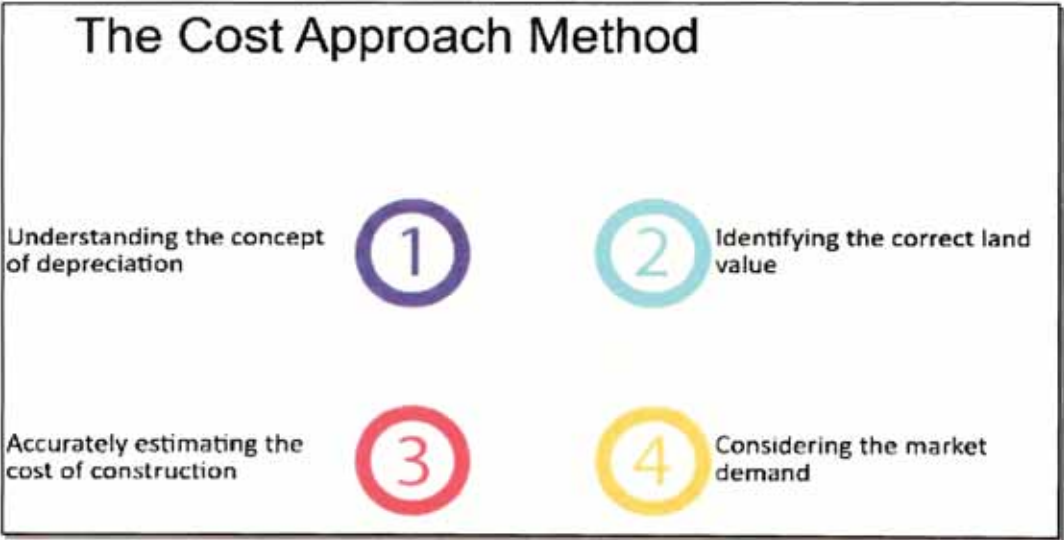 The Cost Approach Method
Understanding the concept
of depreciation
1
2
Identifying the correct land
value
Accurately estimating the
cost of construction
3
4
Considering the market
demand